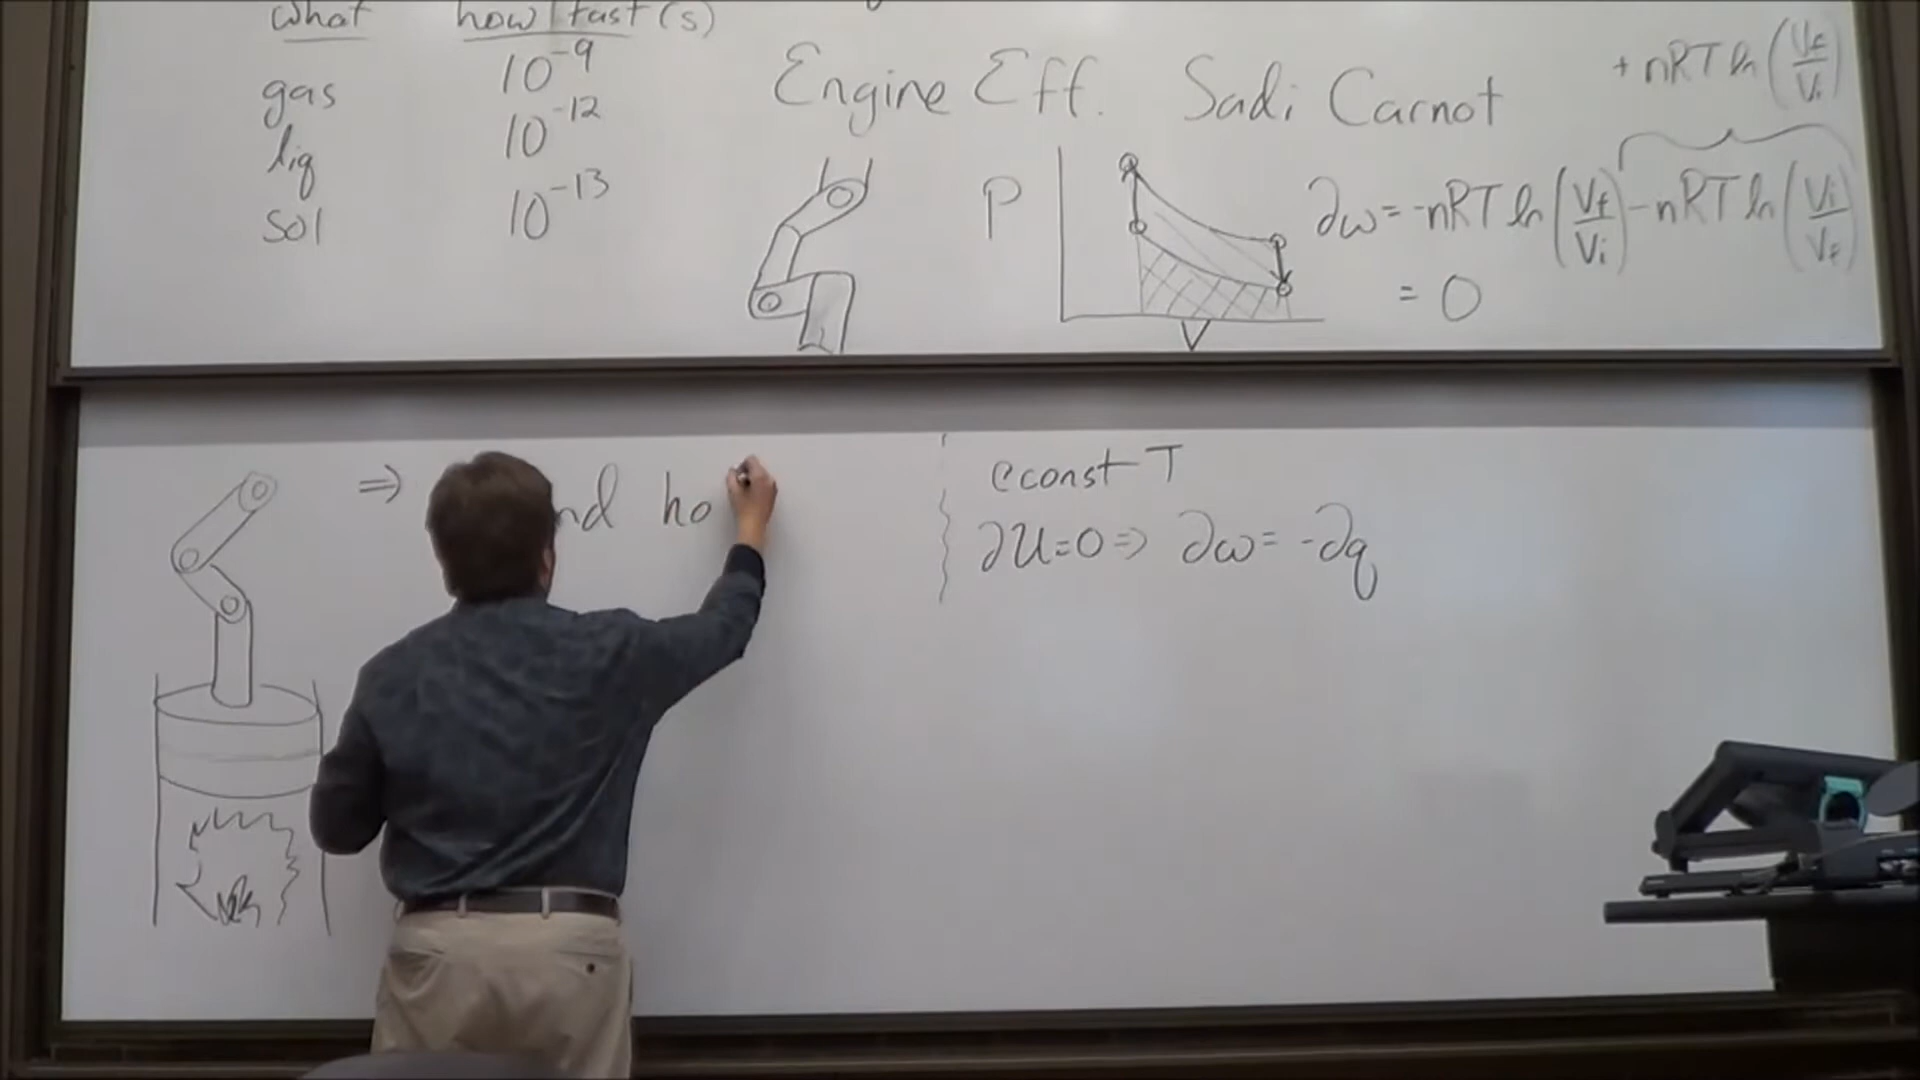 what how fast (s)
gas 10^-9
liq 10^-12
sol 10^-13
Engine Eff. Sadi Carnot
P
V
+ nRT ln (Vf/Vi)
∂w = -nRT ln (Vf/Vi) - nRT ln (Vi/Vf)
= 0
⇒ nd ho
@const T
∂U=0 ⇒ ∂w = -∂q